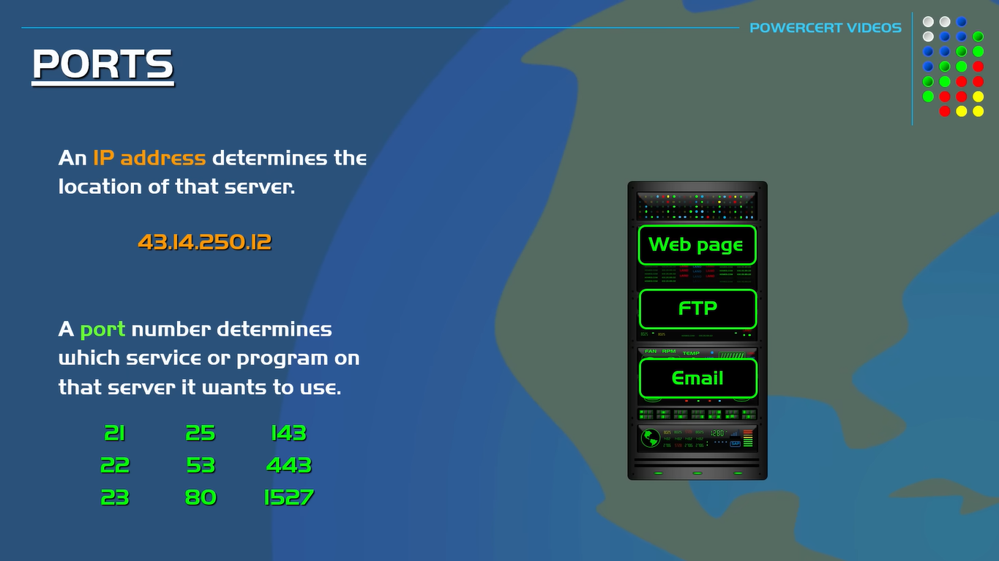 POWERCERT VIDEOS
PORTS
An IP address determines the
location of that server.
43.14.250.12
A port number determines
which service or program on
that server it wants to use.
21 25 143
22 53 443
23 80 1527
Web page
FTP
Email
FAN RPM TEMP
1280
SAP